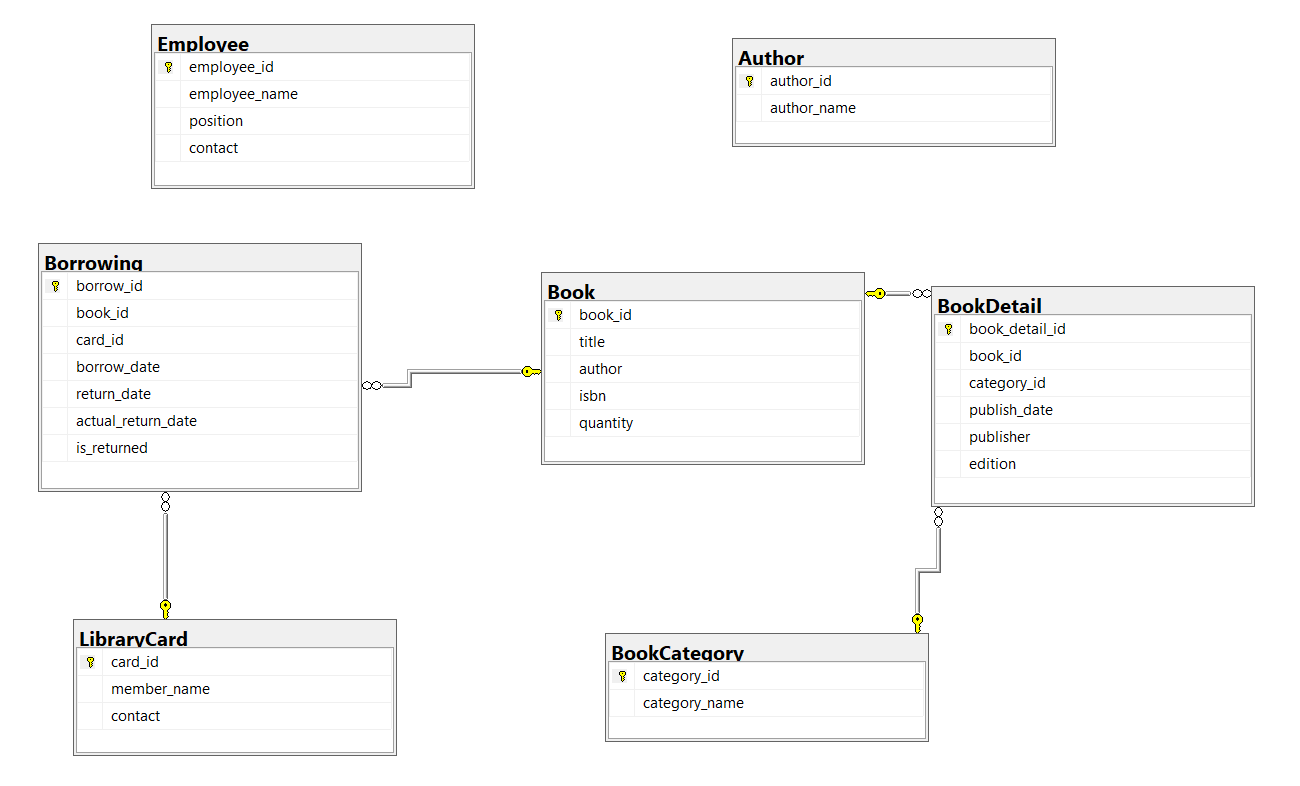 Employee
employee_id
employee_name
position
contact
Author
author_id
author_name
Borrowing
borrow_id
book_id
card_id
borrow_date
return_date
actual_return_date
is_returned
Book
book_id
title
author
isbn
quantity
BookDetail
book_detail_id
book_id
category_id
publish_date
publisher
edition
LibraryCard
card_id
member_name
contact
BookCategory
category_id
category_name